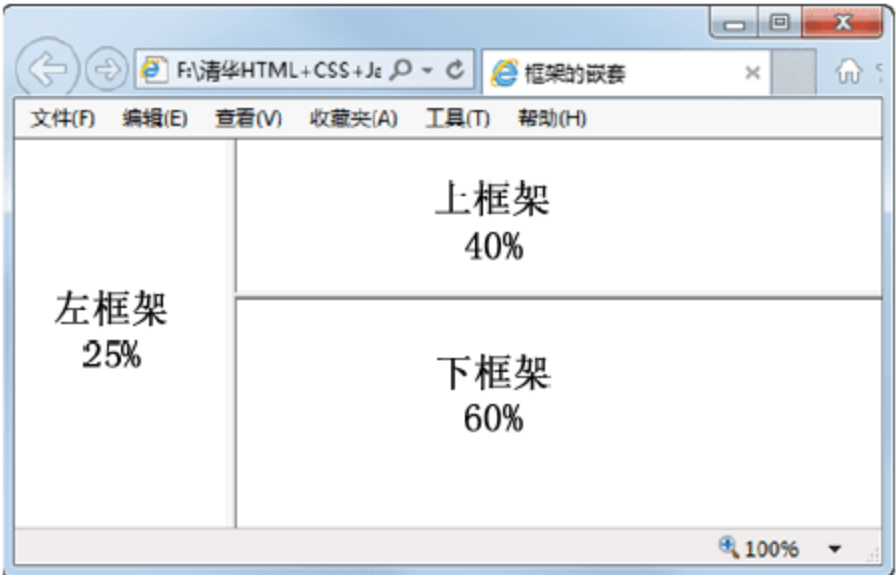 F:\清华HTML+CSS+Ja
框架的嵌套
文件(F) 编辑(E) 查看(V) 收藏夹(A) 工具(T) 帮助(H)
上框架
40%
左框架
25%
下框架
60%
100%